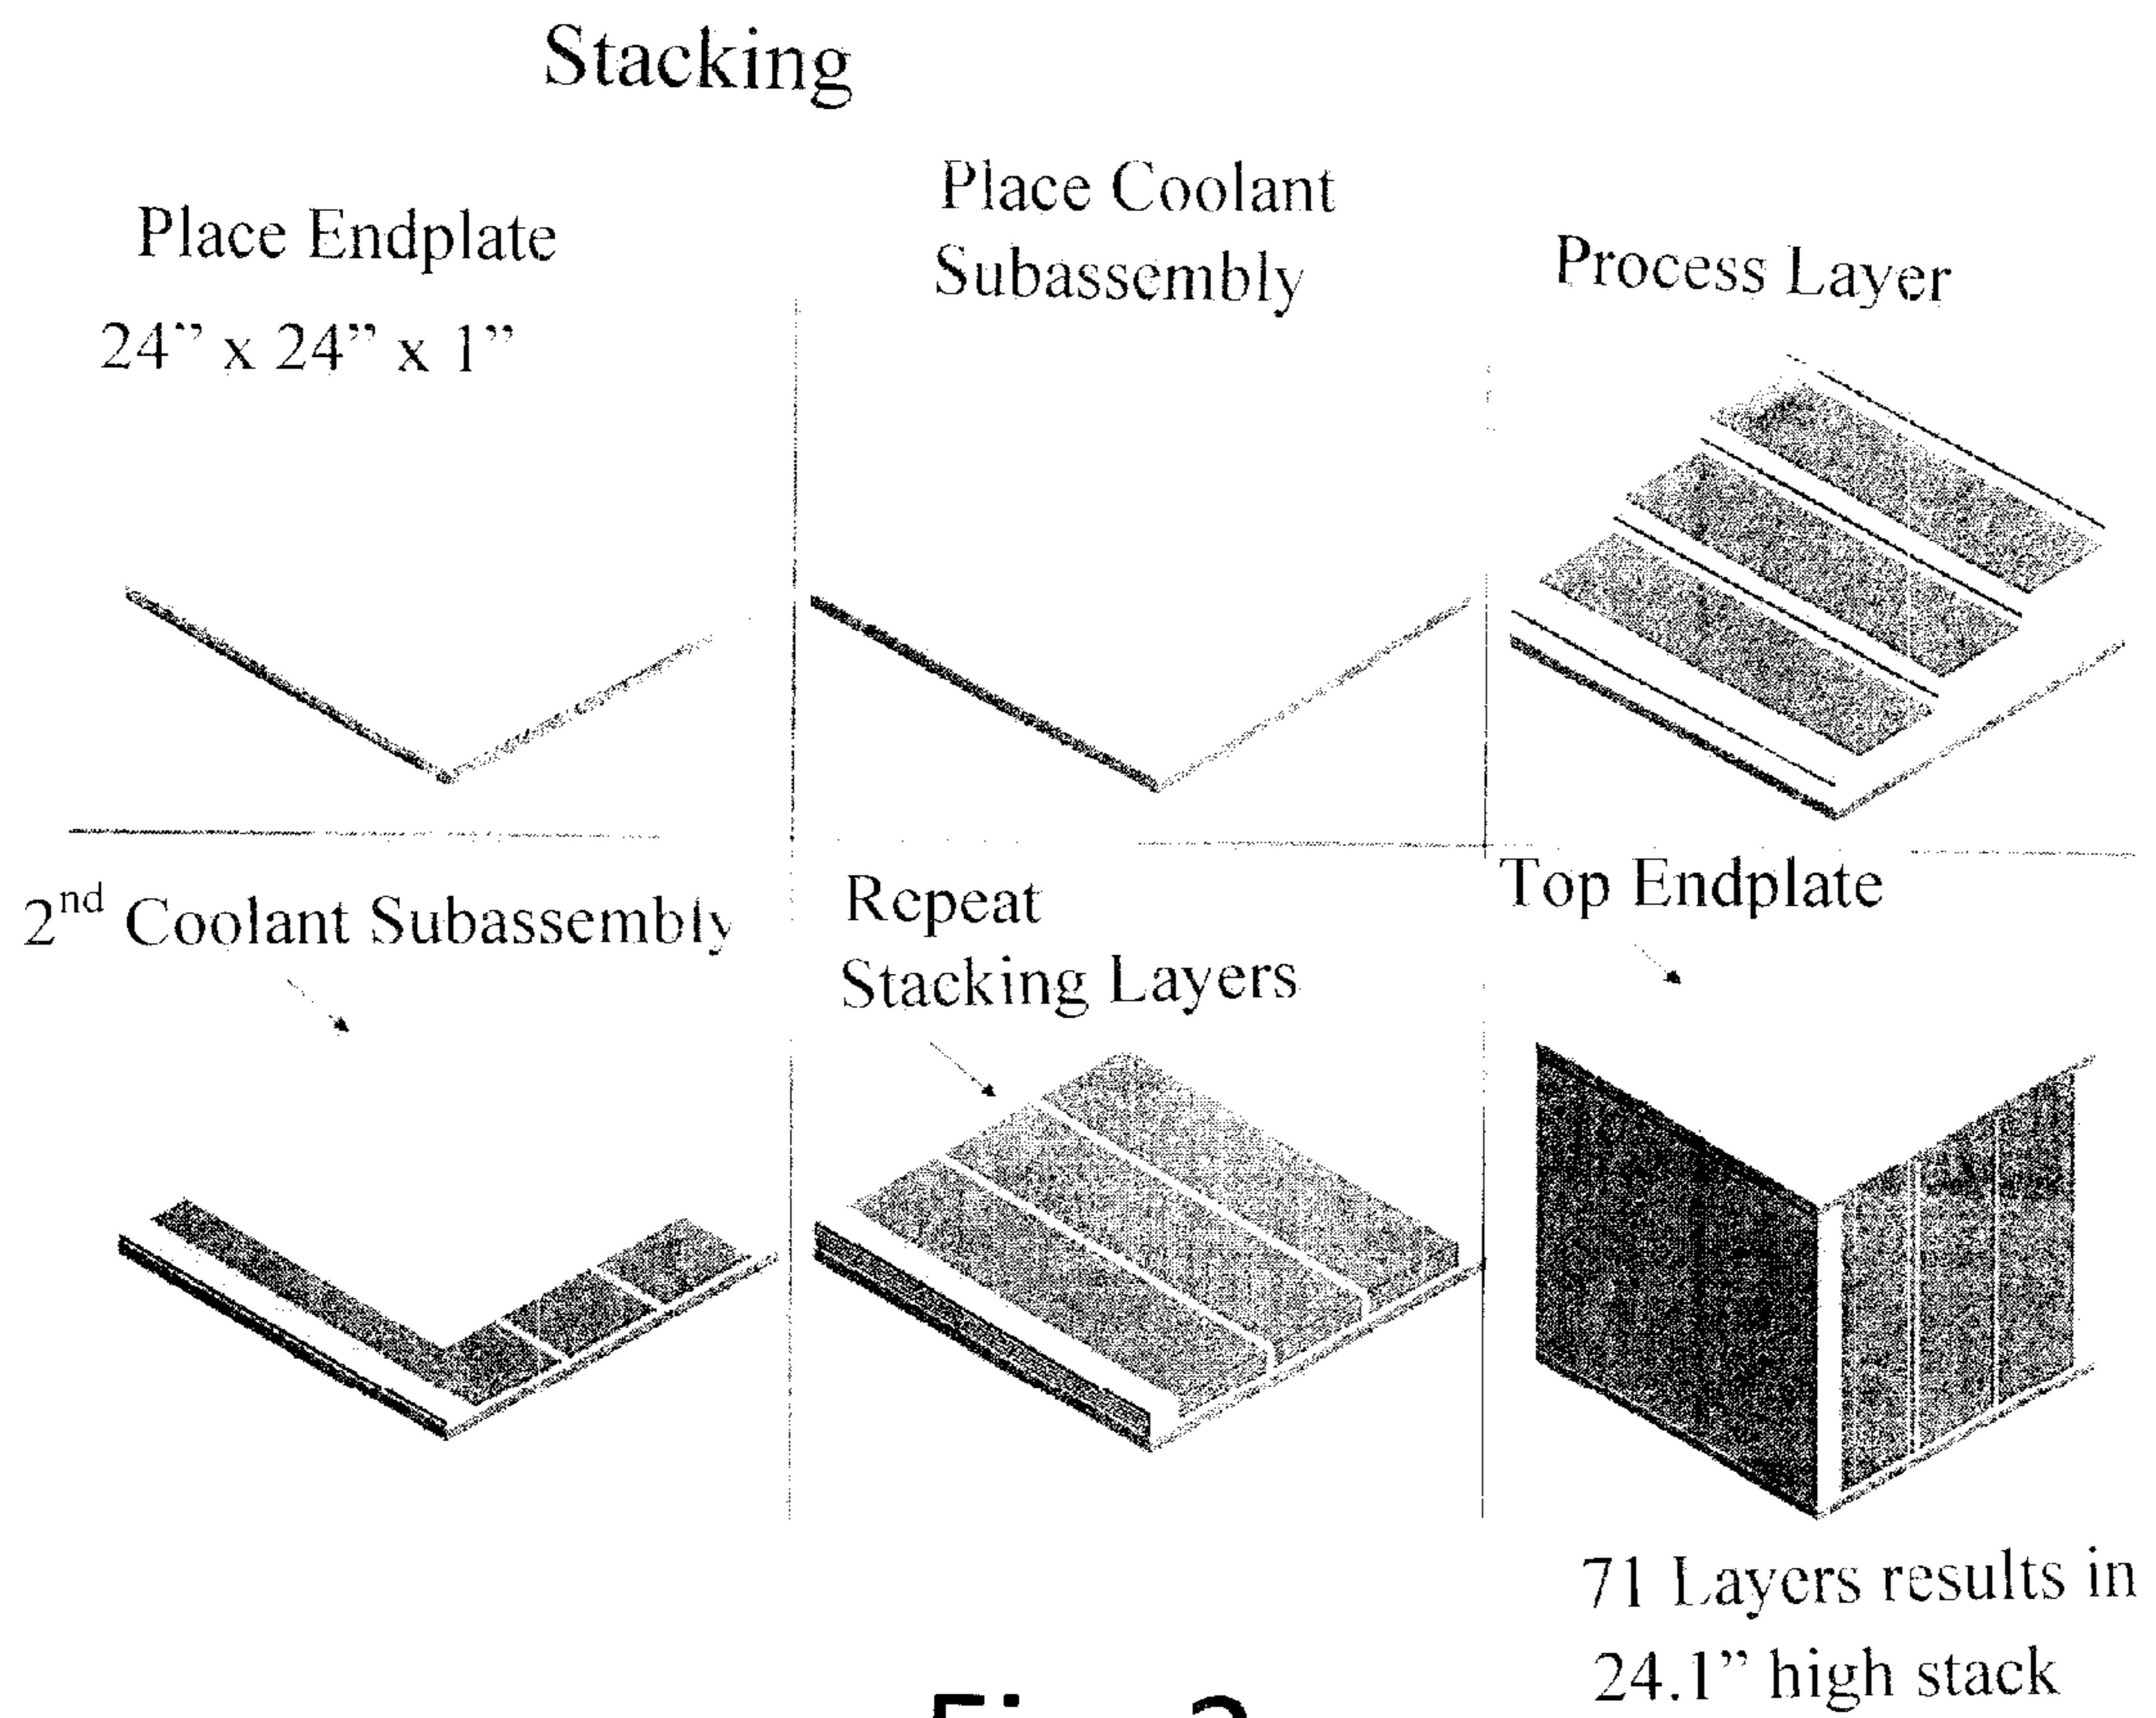 Stacking
Place Endplate
24” x 24” x 1”
Place Coolant
Subassembly
Process Layer
2nd Coolant Subassembly
Repeat
Stacking Layers
Top Endplate
71 Layers results in
24.1” high stack